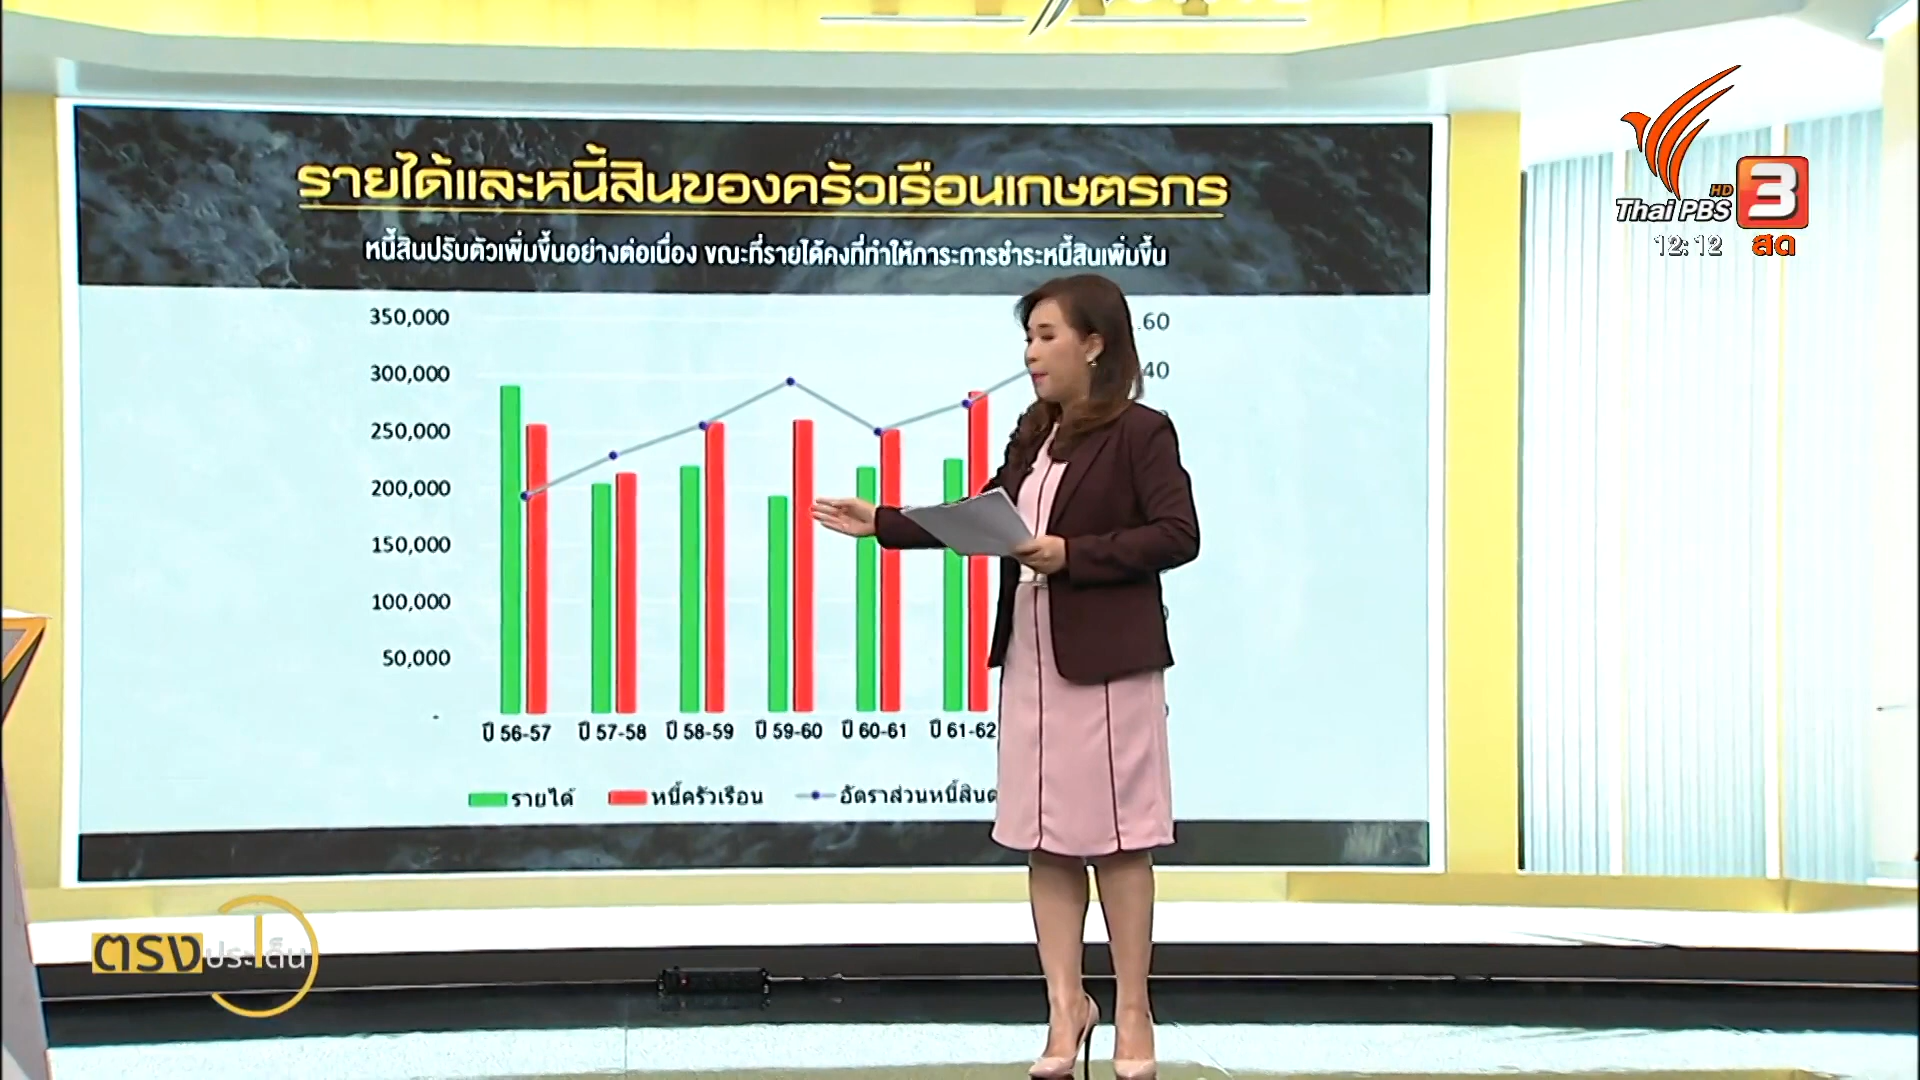 รายได้และหนี้สินของครัวเรือนเกษตรกร
หนี้สินปรับตัวเพิ่มขึ้นอย่างต่อเนื่อง ขณะที่รายได้คงที่ทำให้ภาระการชำระหนี้สินเพิ่มขึ้น
HD
Thai PBS 3
12:12 สด
350,000
300,000
250,000
200,000
150,000
100,000
50,000
-
.60
40
ปี 56-57 ปี 57-58 ปี 58-59 ปี 59-60 ปี 60-61 ปี 61-62
รายได้ หนี้ครัวเรือน อัตราส่วนหนี้สินต
ตรงประเด็น